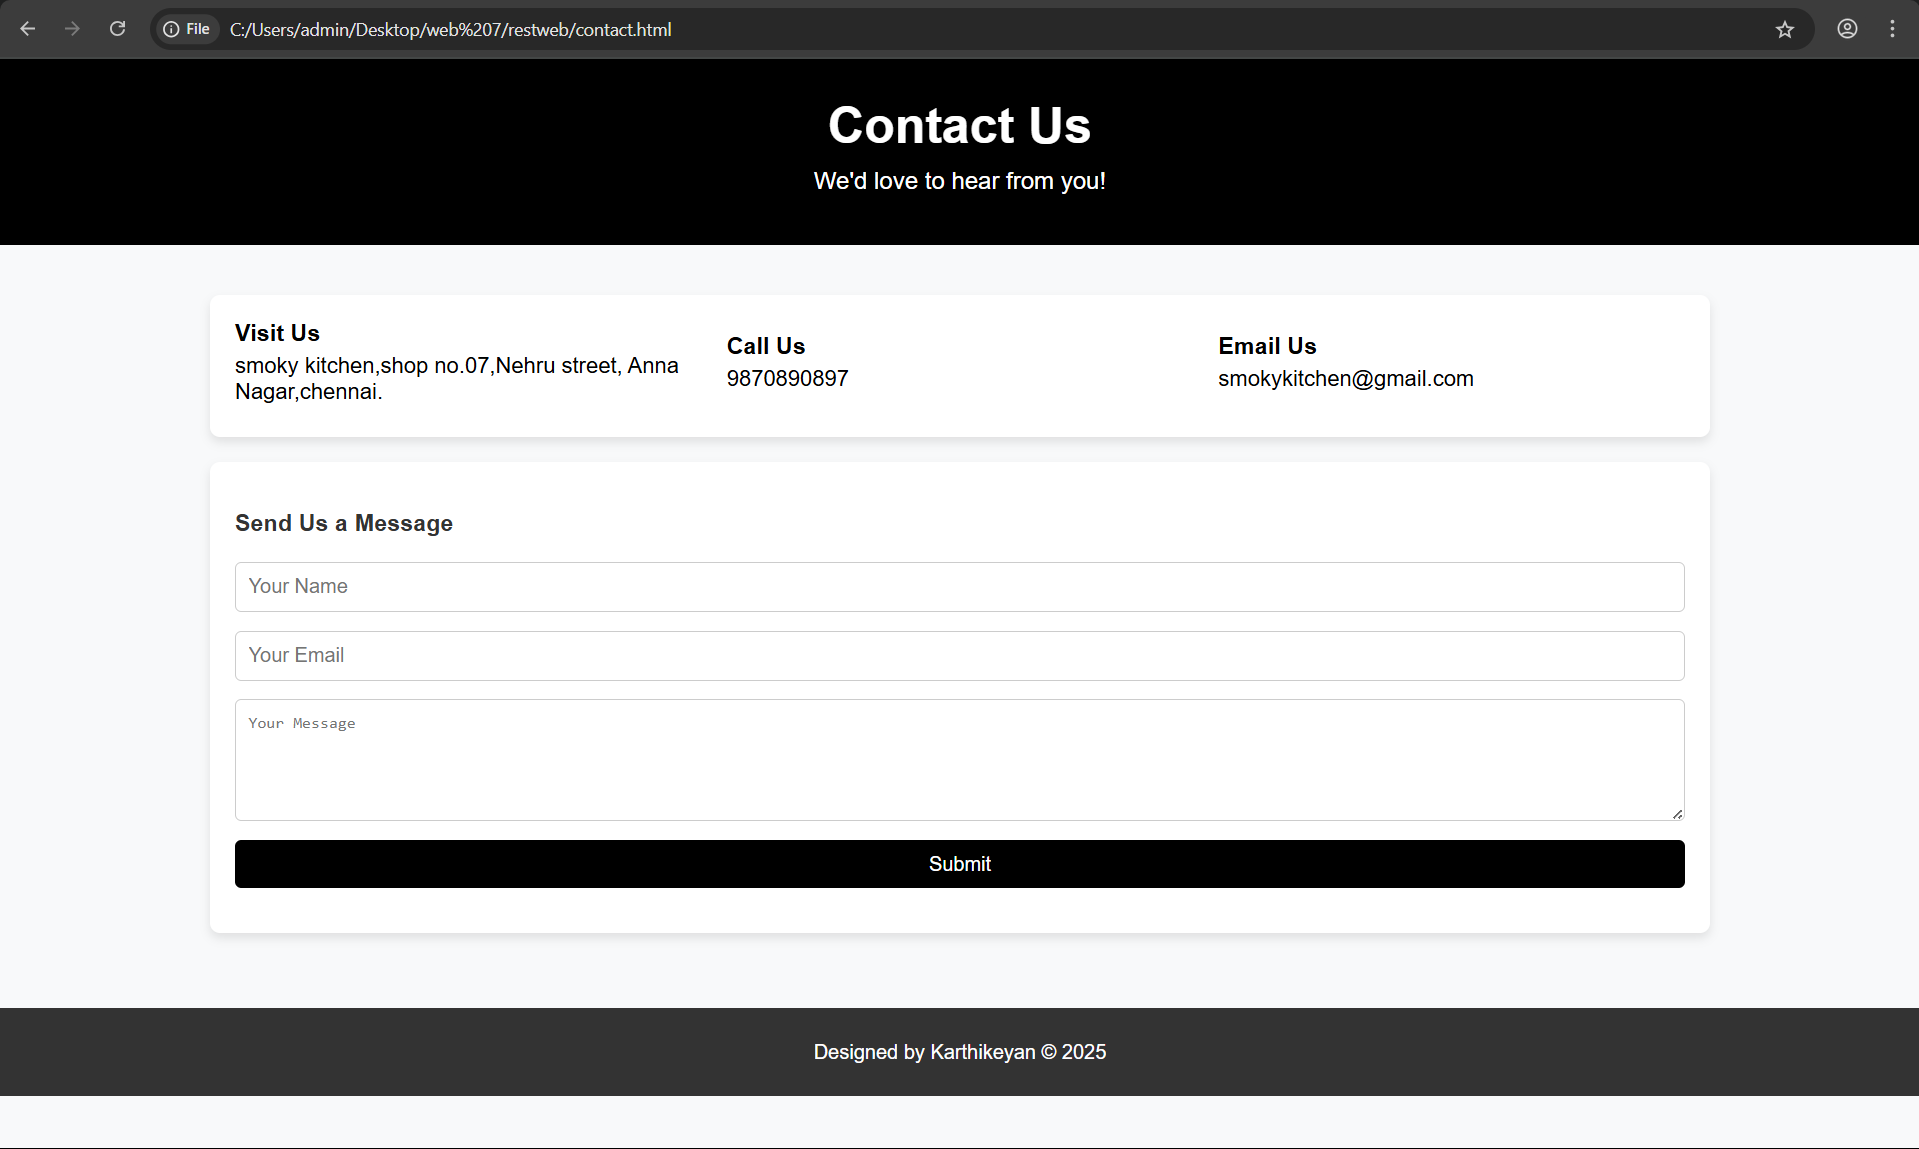 File C:/Users/admin/Desktop/web%207/restweb/contact.html
Contact Us
We'd love to hear from you!
Visit Us
smoky kitchen,shop no.07,Nehru street, Anna
Nagar,chennai.
Call Us
9870890897
Email Us
smokykitchen@gmail.com
Send Us a Message
Your Name
Your Email
Your Message
Submit
Designed by Karthikeyan © 2025